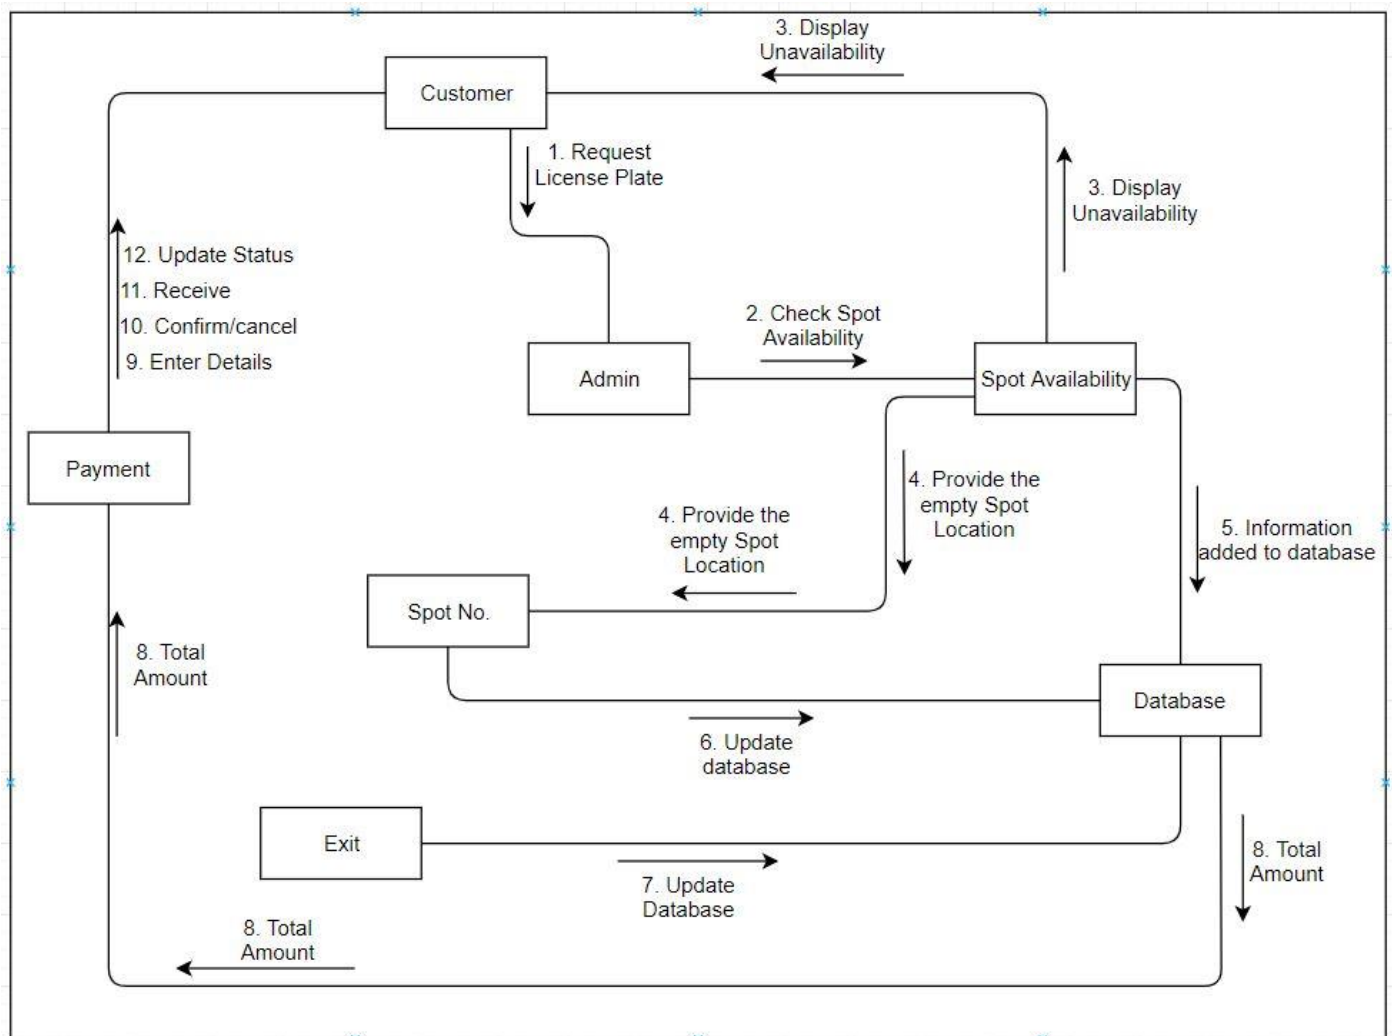 3. Display
Unavailability
Customer
1. Request
License Plate
3. Display
Unavailability
12. Update Status
11. Receive
10. Confirm/cancel
9. Enter Details
2. Check Spot
Availability
Admin
Spot Availability
Payment
4. Provide the
empty Spot
Location
4. Provide the
empty Spot
Location
5. Information
added to database
Spot No.
8. Total
Amount
Database
6. Update
database
Exit
7. Update
Database
8. Total
Amount
8. Total
Amount